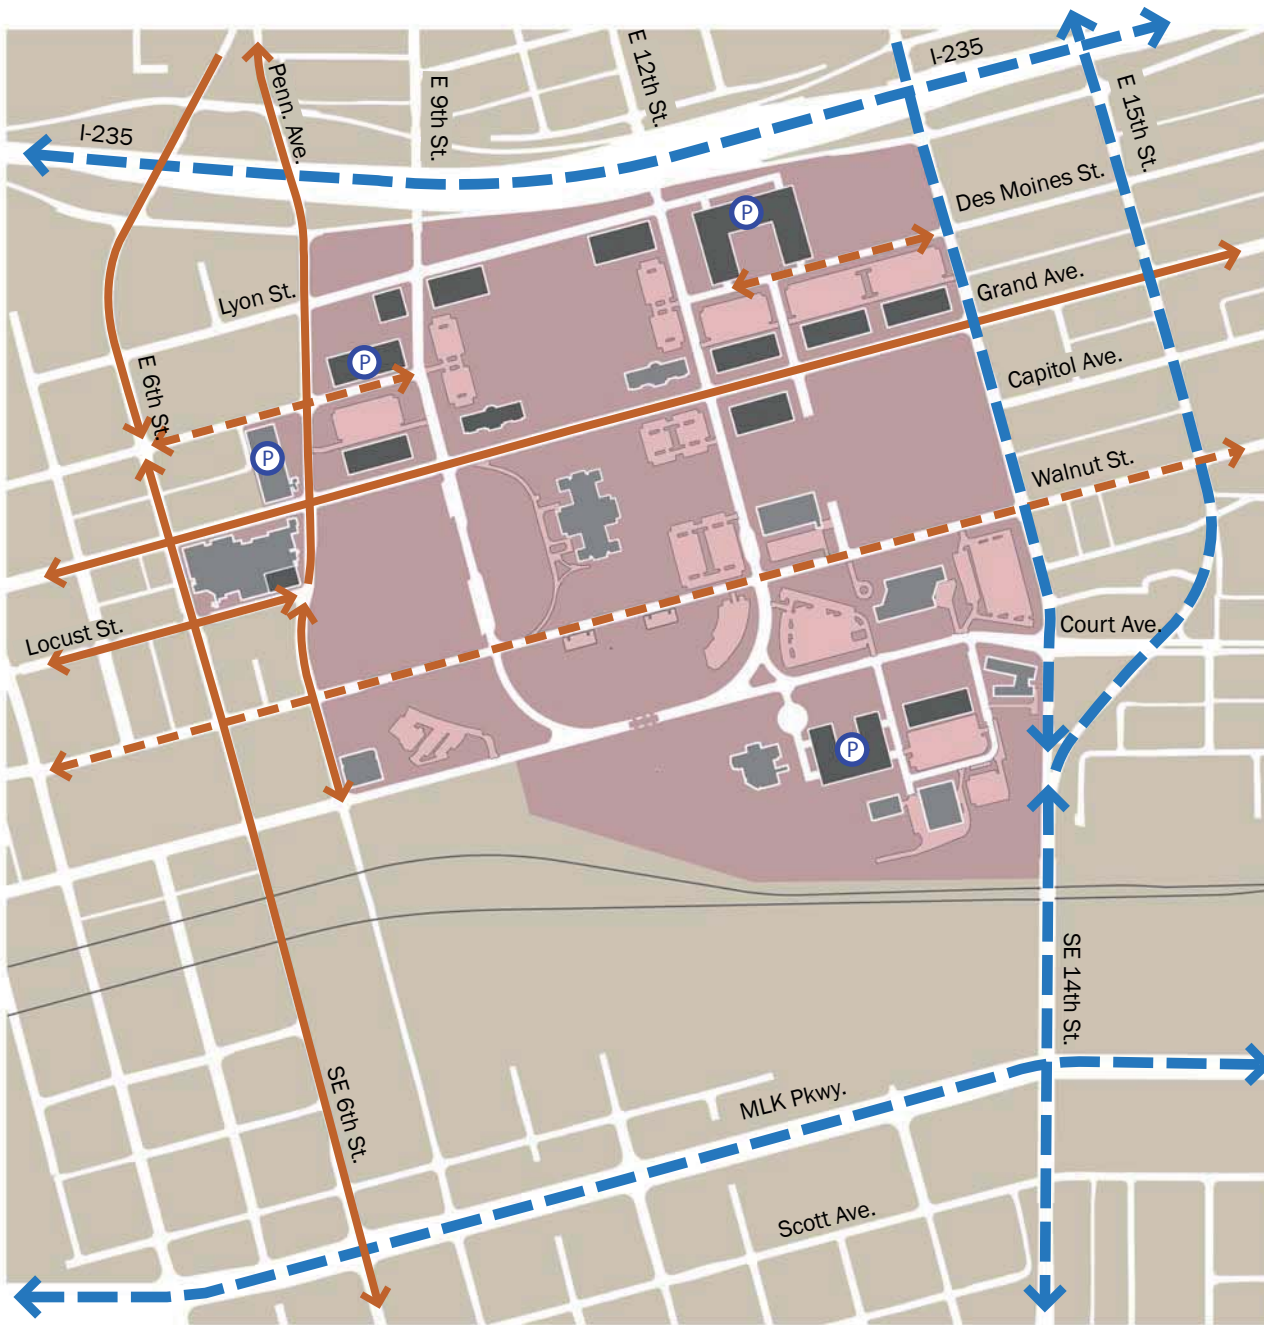 E 12th St.
I-235
Penn. Ave.
E 9th St.
E 15th St.
I-235
Des Moines St.
P
Lyon St.
Grand Ave.
E 6th St.
P
Capitol Ave.
P
Walnut St.
Locust St.
Court Ave.
P
SE 14th St.
SE 6th St.
MLK Pkwy.
Scott Ave.